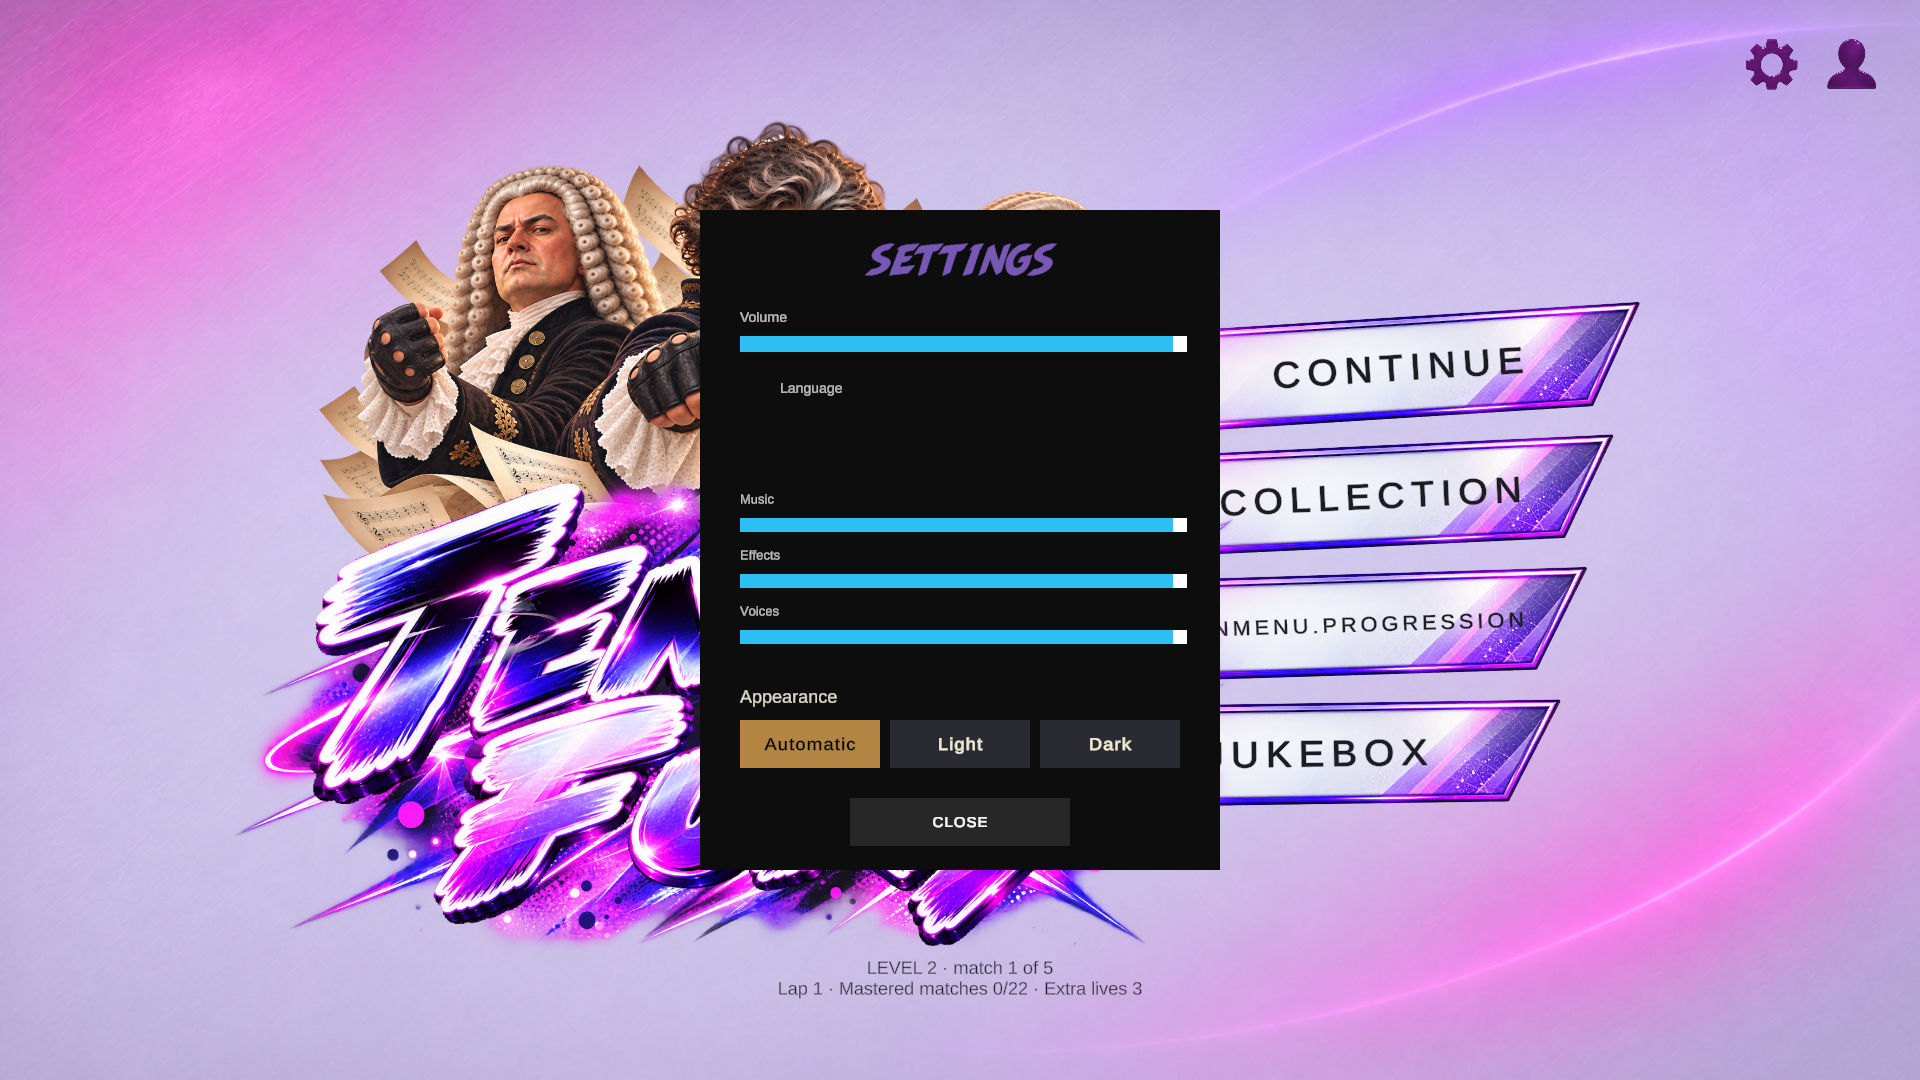 SETTINGS
Volume
Language
Music
Effects
Voices
Appearance
Automatic
Light
Dark
CLOSE
CONTINUE
COLLECTION
NMENU.PROGRESSION
JUKEBOX
LEVEL 2 · match 1 of 5
Lap 1 · Mastered matches 0/22 · Extra lives 3